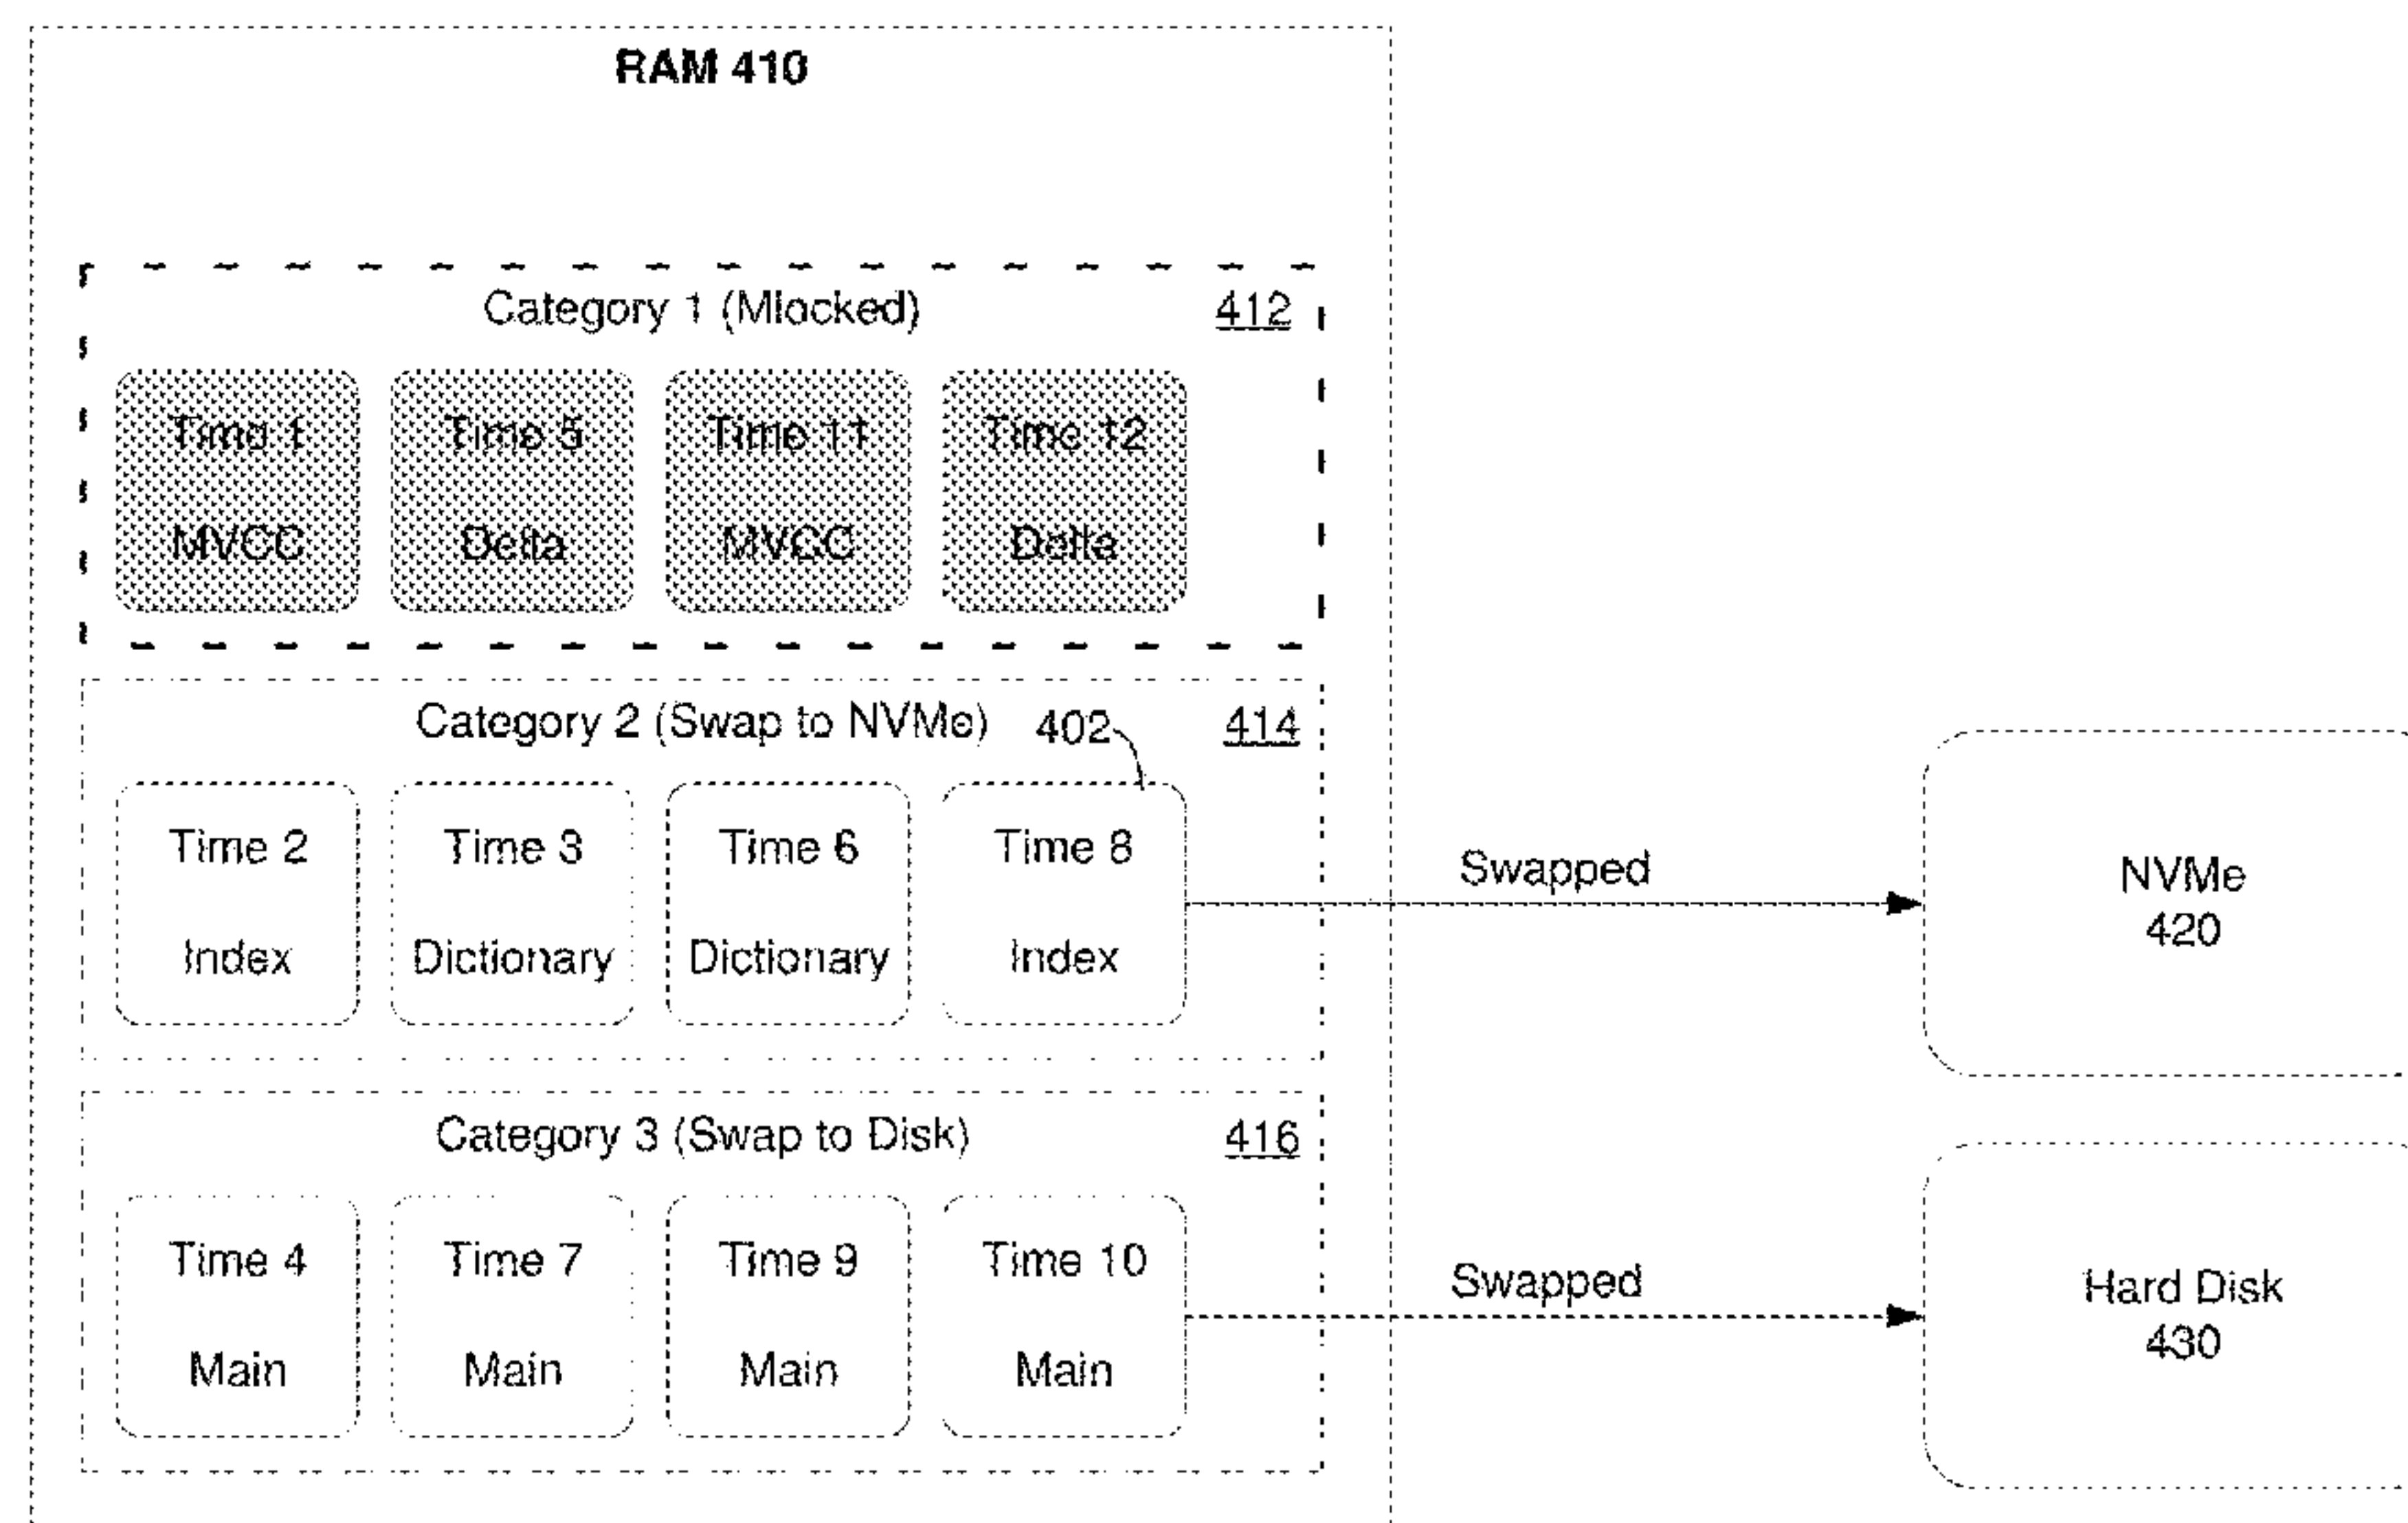 RAM 410
Category 1 (Mlocked) 412
Time 1 Time 5 Time 11 Time 12
MVCC Delta MVCC Delta
Category 2 (Swap to NVMe) 402 414
Time 2 Time 3 Time 6 Time 8
Index Dictionary Dictionary Index
Swapped
NVMe
420
Category 3 (Swap to Disk) 416
Time 4 Time 7 Time 9 Time 10
Main Main Main Main
Swapped
Hard Disk
430